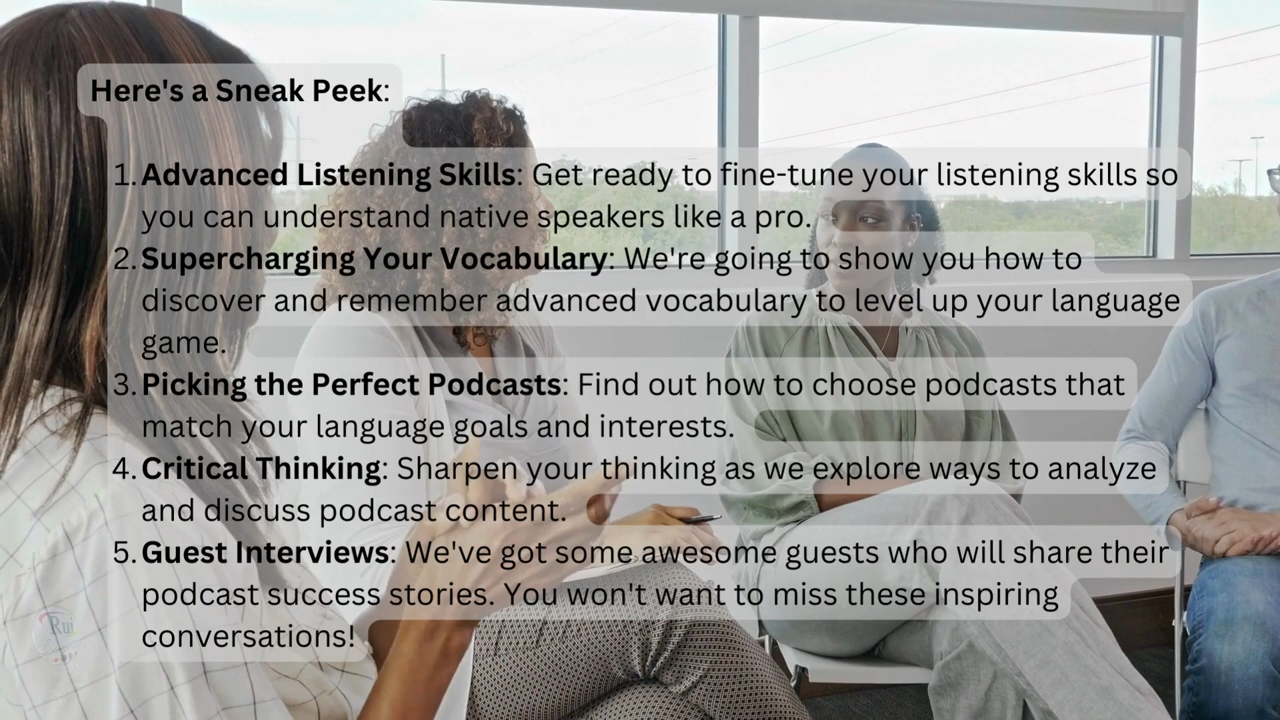 Here's a Sneak Peek:
1. Advanced Listening Skills: Get ready to fine-tune your listening skills so
you can understand native speakers like a pro.
2. Supercharging Your Vocabulary: We're going to show you how to
discover and remember advanced vocabulary to level up your language
game.
3. Picking the Perfect Podcasts: Find out how to choose podcasts that
match your language goals and interests.
4. Critical Thinking: Sharpen your thinking as we explore ways to analyze
and discuss podcast content.
5. Guest Interviews: We've got some awesome guests who will share their
podcast success stories. You won't want to miss these inspiring
conversations!
Rui